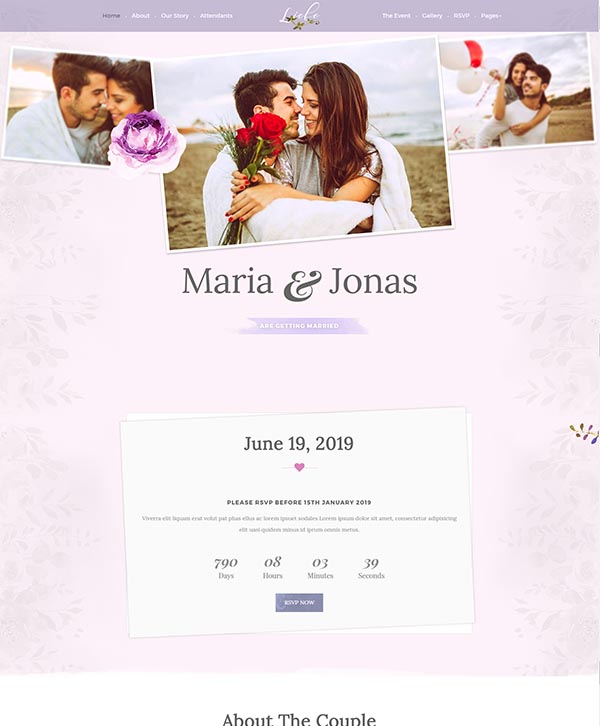 Home About Our Story Attendants Liebe The Event Gallery RSVP Pages
Maria & Jonas
ARE GETTING MARRIED
June 19, 2019
PLEASE RSVP BEFORE 15TH JANUARY 2019
Viverra elit liquam erat volut pat phas ellus ac lorem ipsuet sodales Lorem ipsum dolor sit amet, consectetur adipisicing
elit usui quidem minus id ipsum omnis metus.
790 08 03 39
Days Hours Minutes Seconds
RSVP NOW
About The Couple